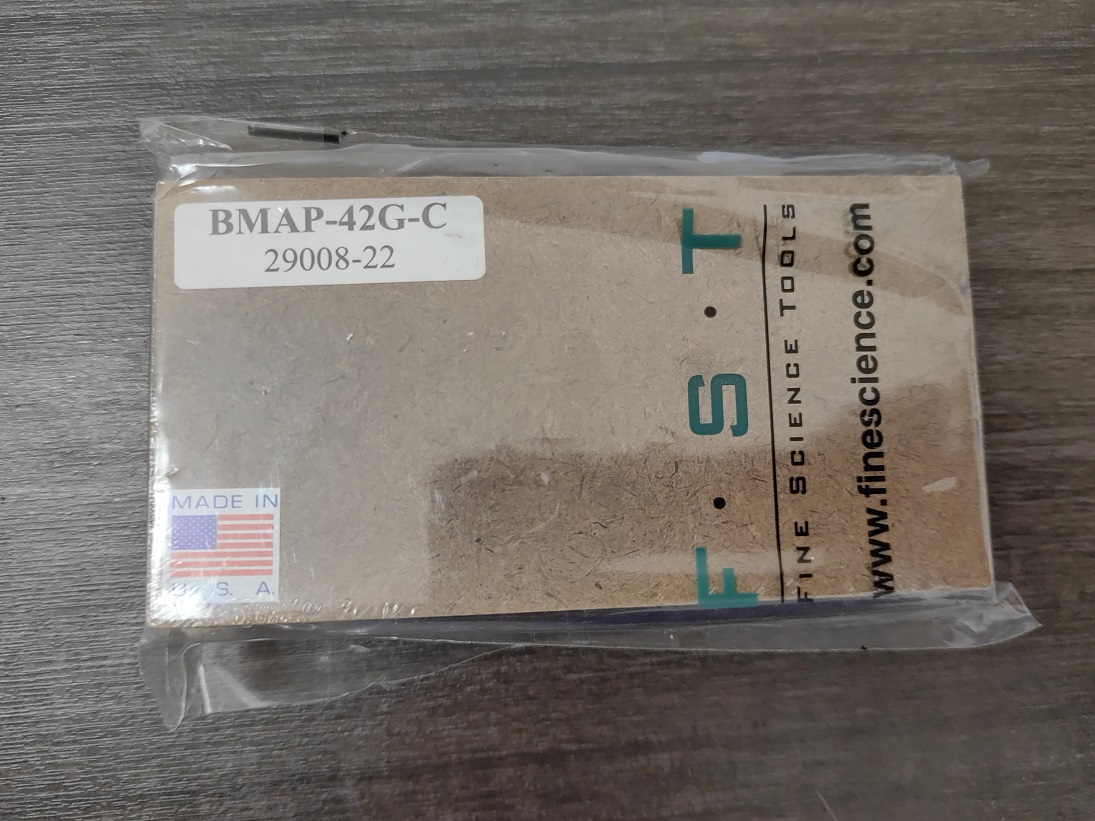 BMAP-42G-C
29008-22
MADE IN
U. S. A.
F·S·T
FINE SCIENCE TOOLS
www.finescience.com